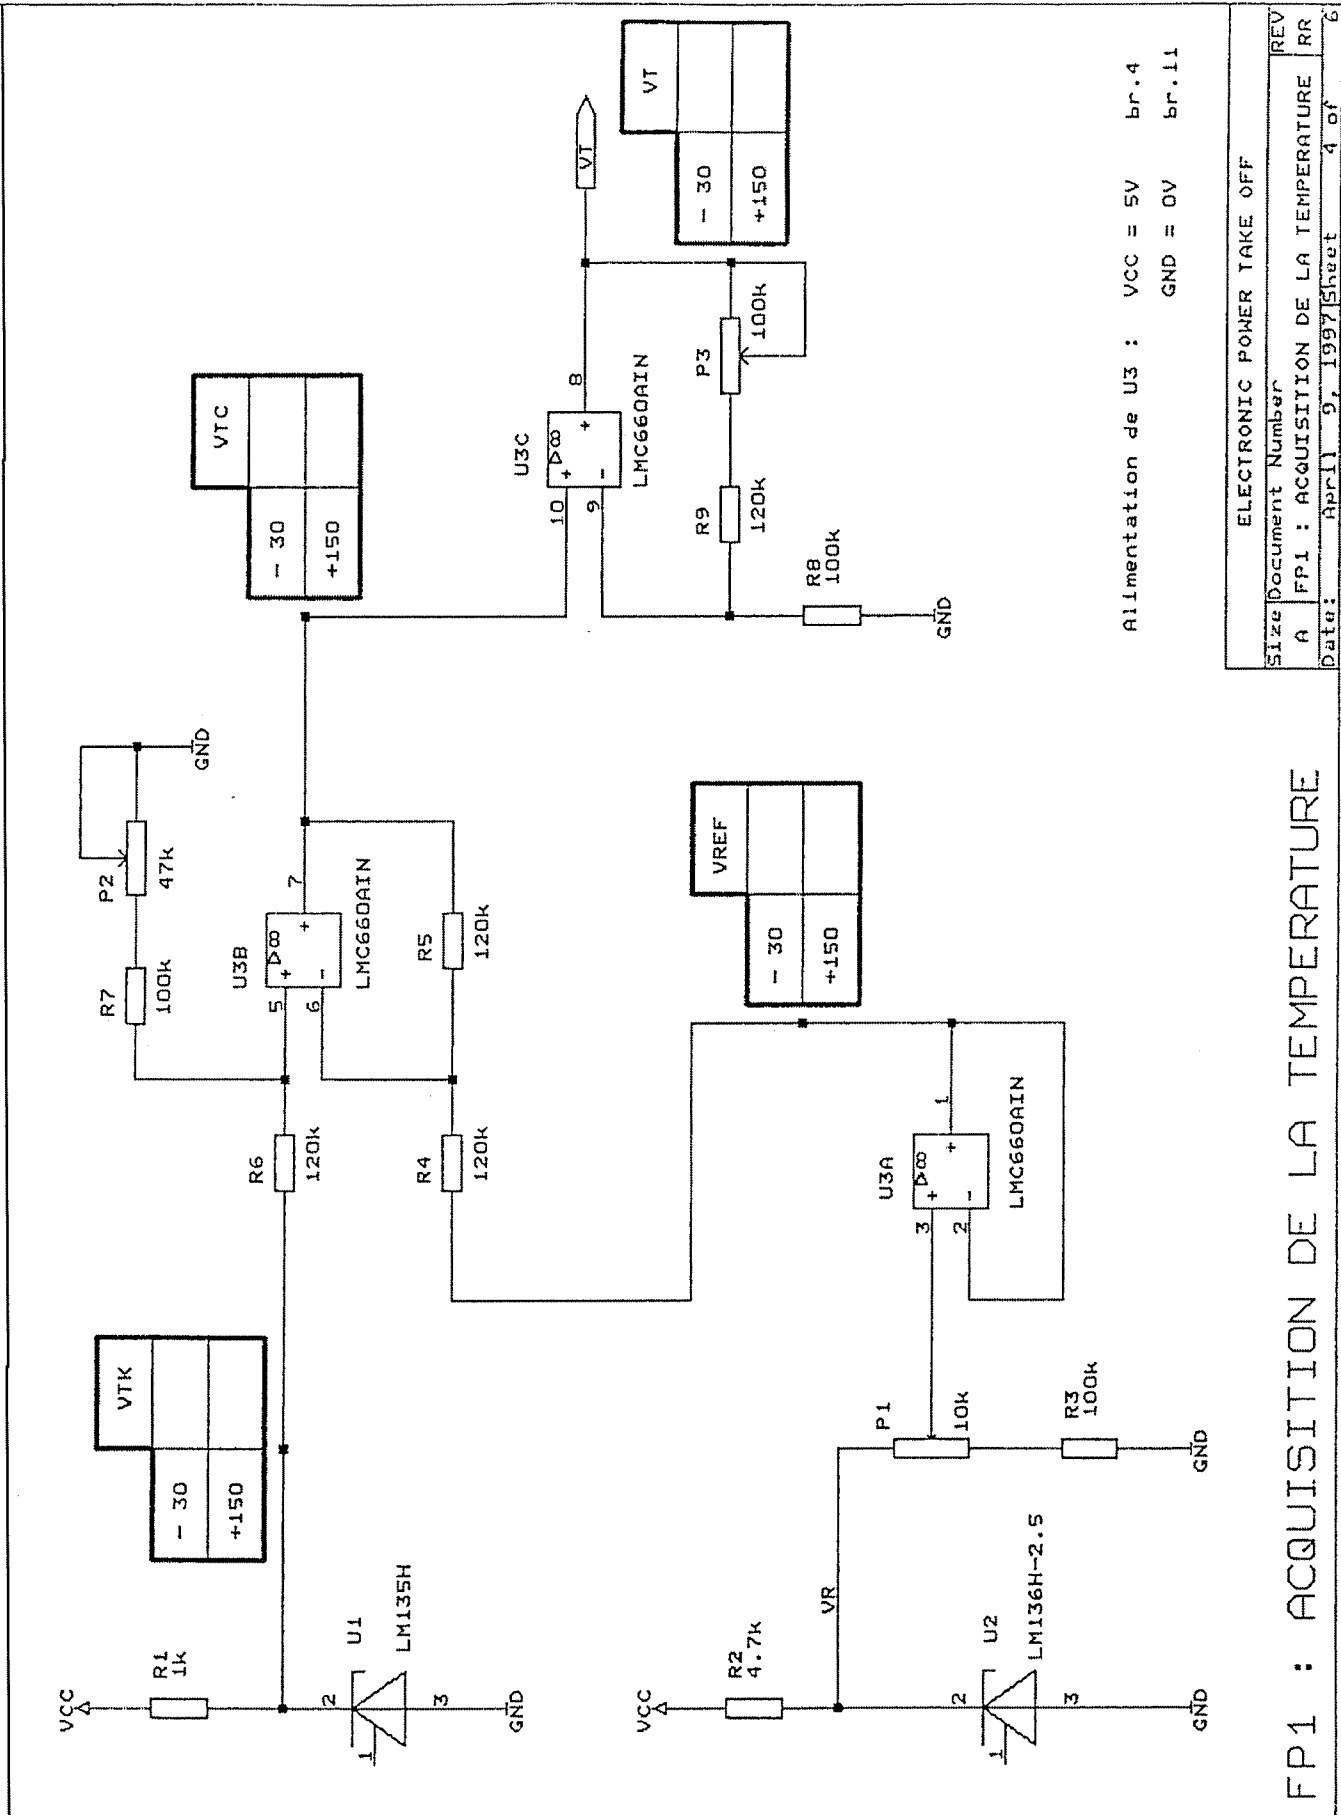 VCC
R1
1k
2
1
3
U1
LM135H
GND
VTK
- 30
+150
R6
120k
R7
100k
P2
47k
GND
U3B
▷∞
5
+
6
-
+
7
LMC660AIN
R4
120k
R5
120k
VTC
- 30
+150
U3C
▷∞
10
+
9
-
+
8
LMC660AIN
VT
R9
120k
P3
100k
R8
100k
GND
VT
- 30
+150
VCC
R2
4.7k
VR
2
1
3
U2
LM136H-2.5
GND
P1
10k
R3
100k
GND
U3A
▷∞
3
+
2
-
+
1
LMC660AIN
VREF
- 30
+150
Alimentation de U3 : VCC = 5V br.4
GND = 0V br.11
FP1 : ACQUISITION DE LA TEMPERATURE
ELECTRONIC POWER TAKE OFF
Size Document Number REV
A FP1 : ACQUISITION DE LA TEMPERATURE RR
Date: April 9, 1997 Sheet 4 of 6